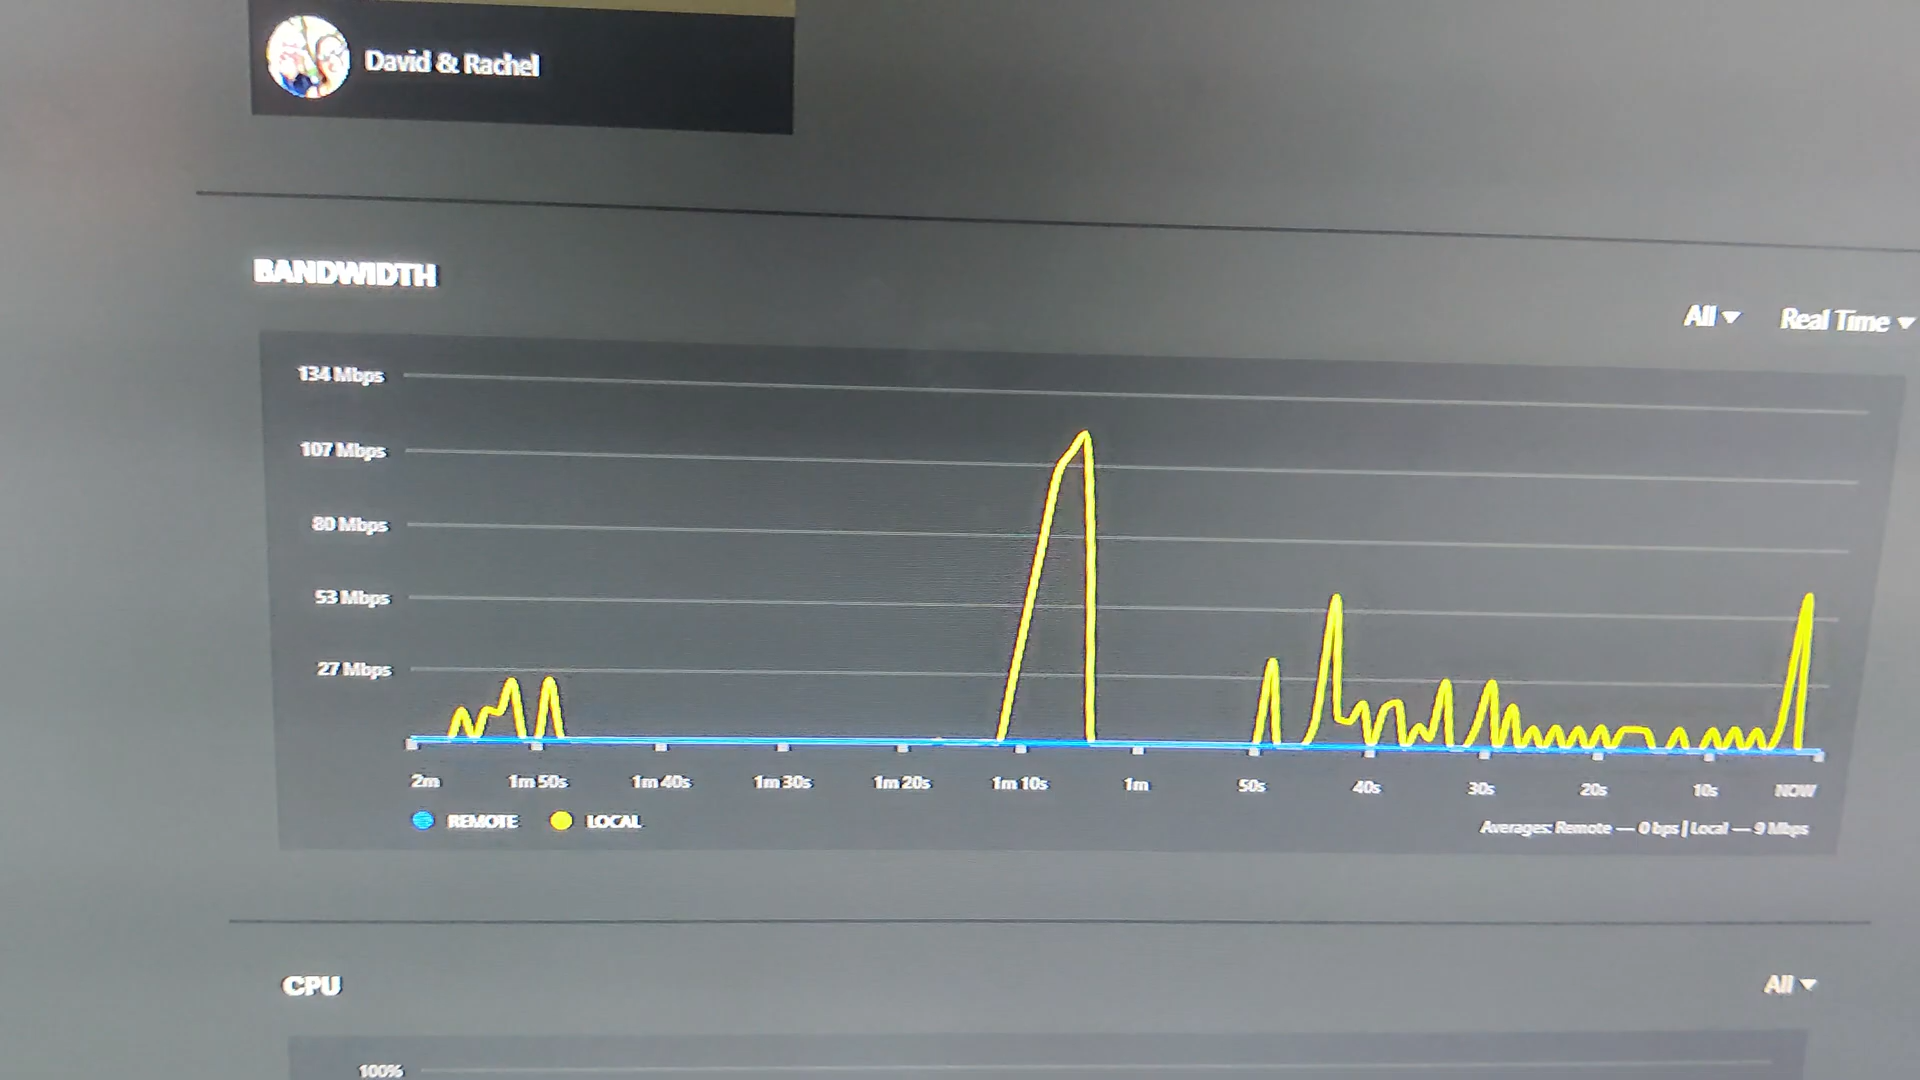 David & Rachel
BANDWIDTH
All Real Time
134 Mbps
107 Mbps
80 Mbps
53 Mbps
27 Mbps
2m 1m 50s 1m 40s 1m 30s 1m 20s 1m 10s 1m 50s 40s 30s 20s 10s NOW
REMOTE LOCAL
Averages: Remote — 0 bps | Local — 9 Mbps
CPU
All
100%